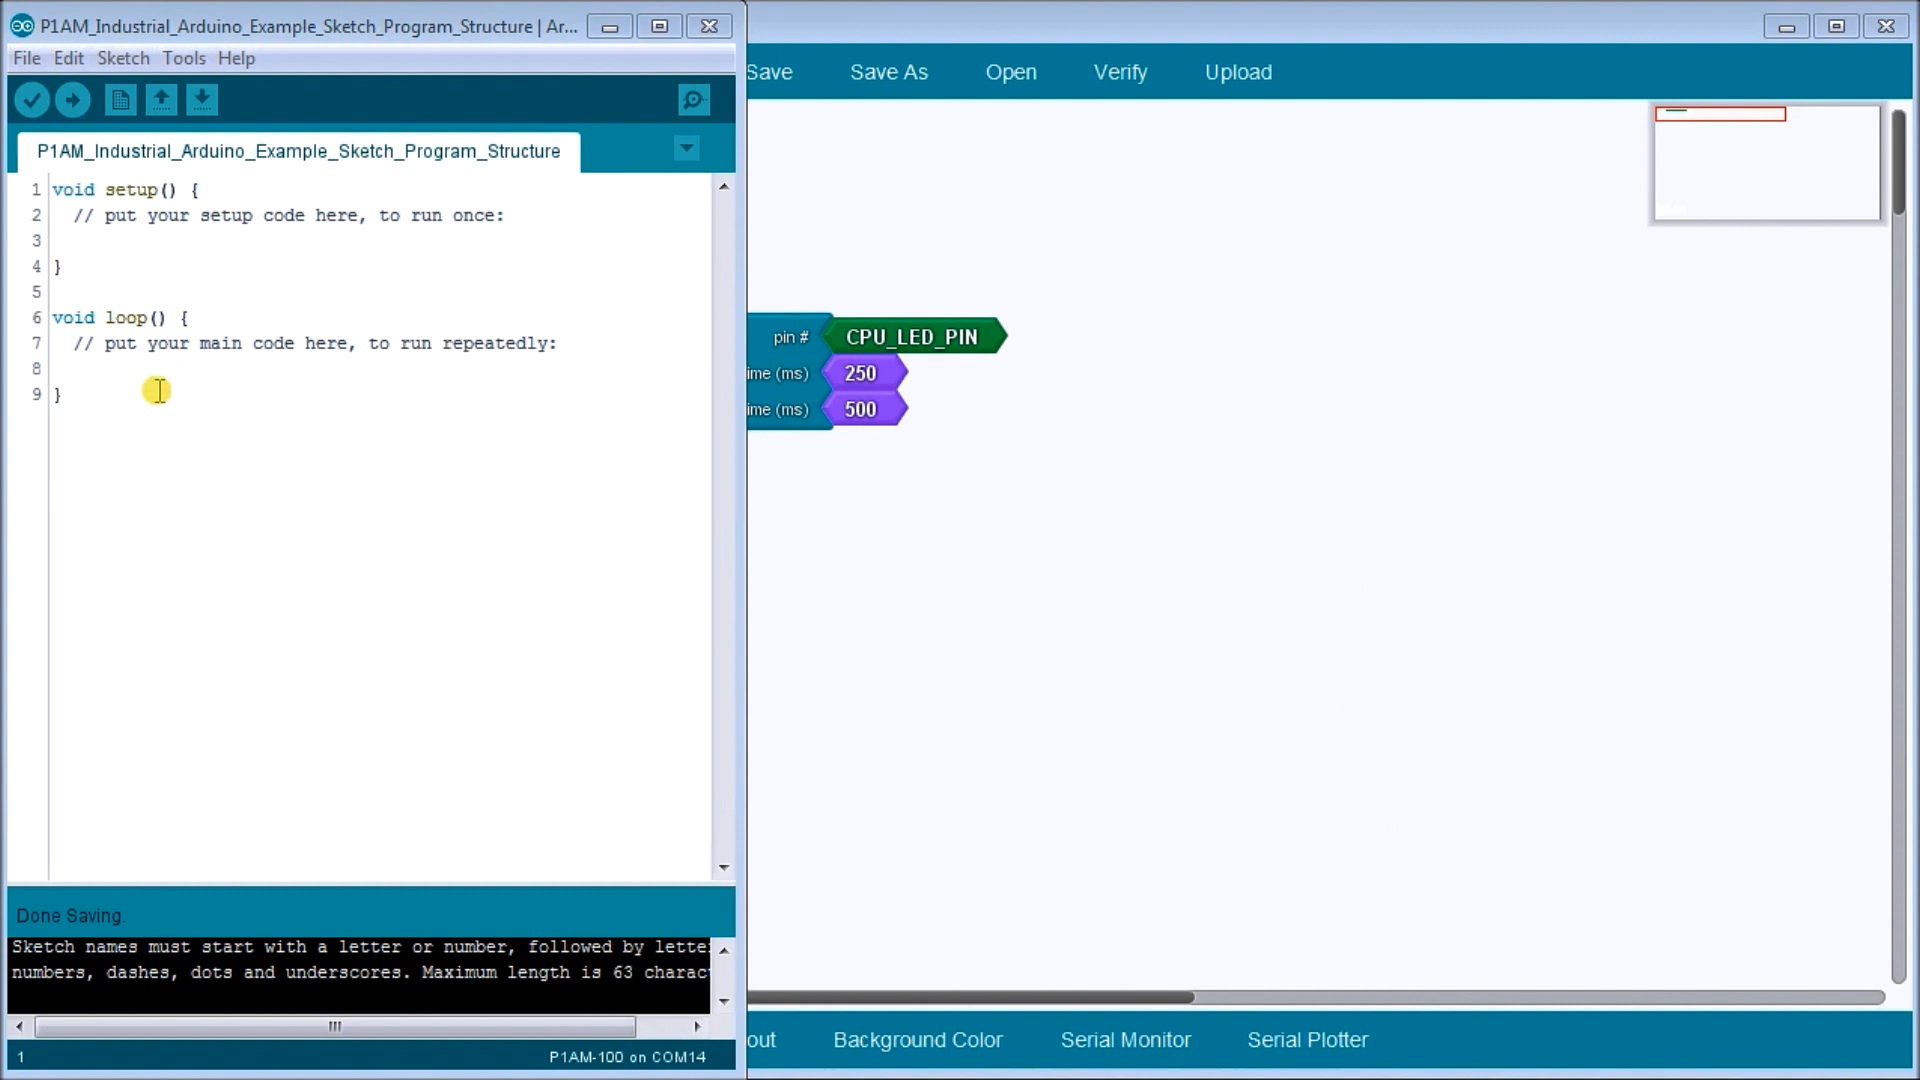 P1AM_Industrial_Arduino_Example_Sketch_Program_Structure | Ar...
File Edit Sketch Tools Help
P1AM_Industrial_Arduino_Example_Sketch_Program_Structure
1 void setup() {
2 // put your setup code here, to run once:
3
4 }
5
6 void loop() {
7 // put your main code here, to run repeatedly:
8
9 }
Done Saving.
Sketch names must start with a letter or number, followed by lette
numbers, dashes, dots and underscores. Maximum length is 63 charac
1 P1AM-100 on COM14
Save Save As Open Verify Upload
pin # CPU_LED_PIN
ime (ms) 250
ime (ms) 500
out Background Color Serial Monitor Serial Plotter